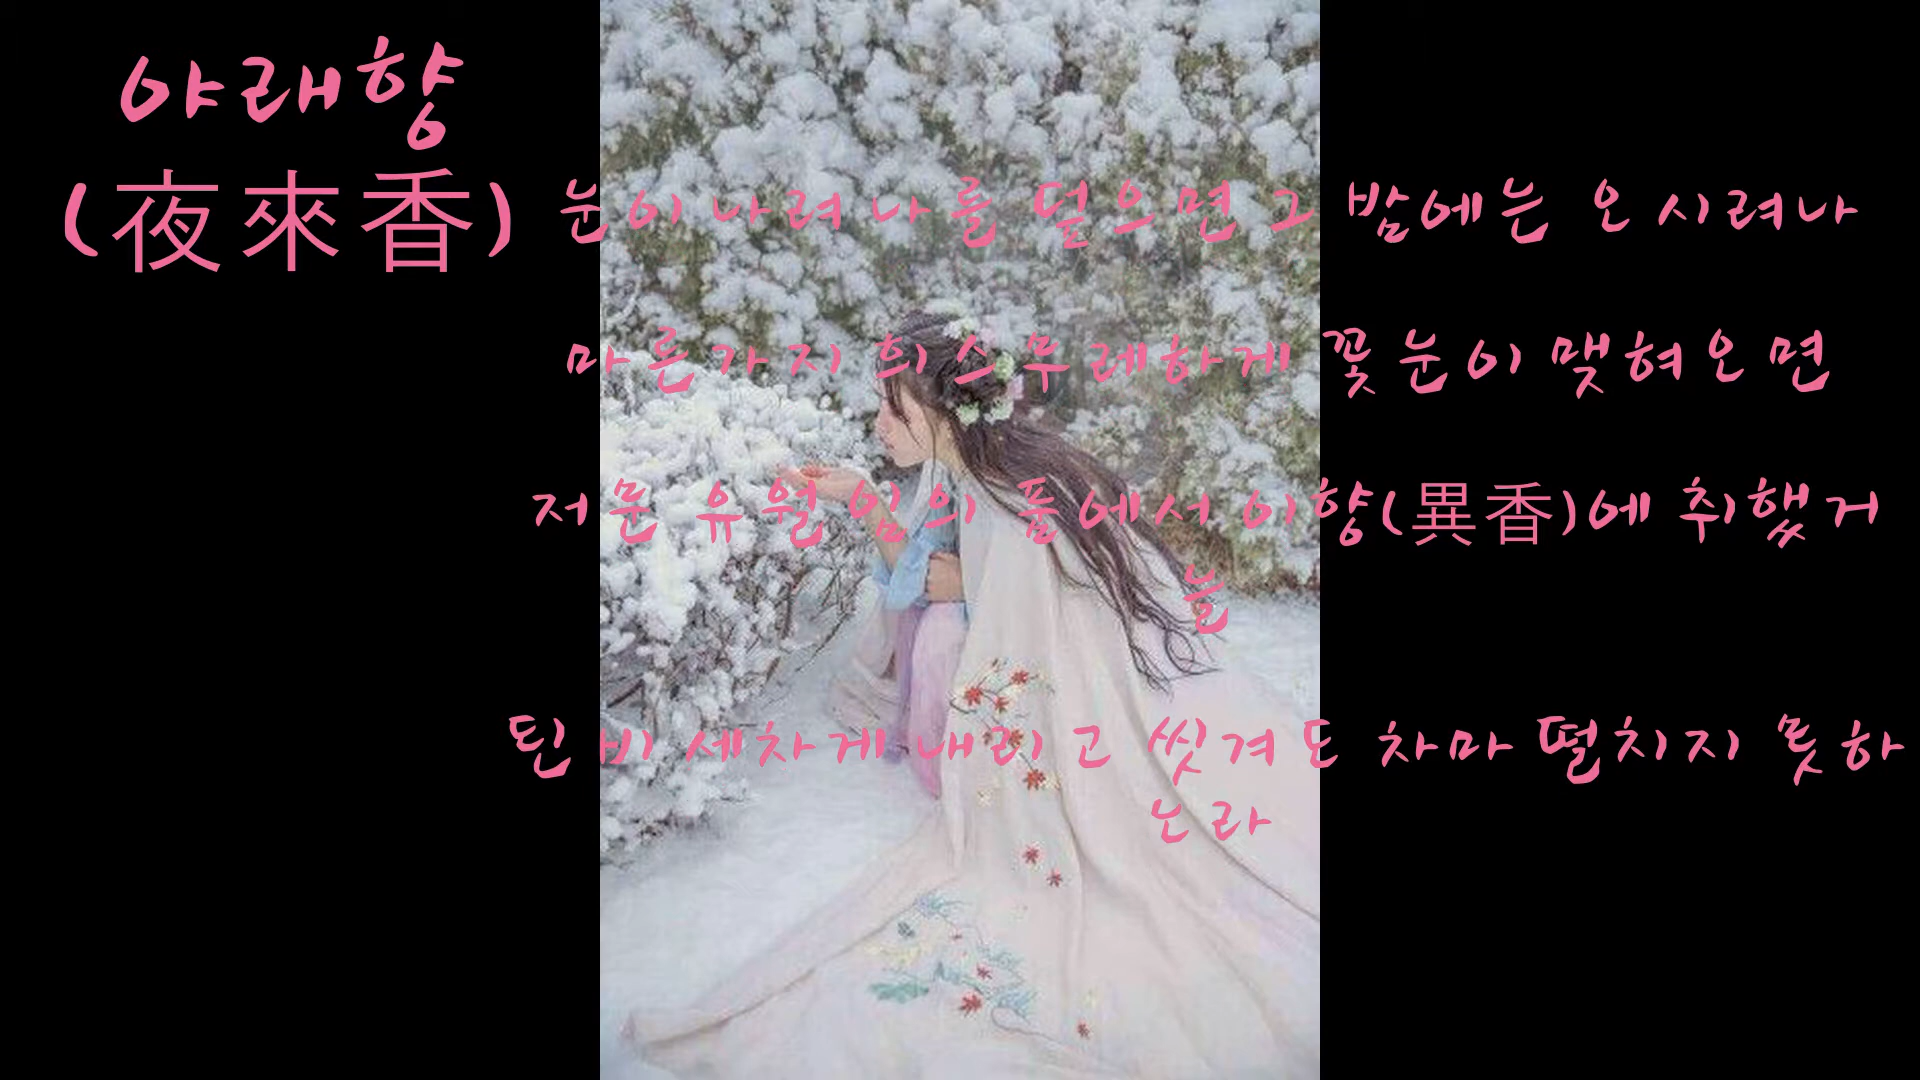 야래향
(夜來香)
눈이 나려 나를 덮으면 그 밤에는 오시려나
마른가지 희스무레하게 꽃눈이 맺혀오면
저문 유월 임의 품에서 이향(異香)에 취했거
늘
된비 세차게 내리고 씻겨도 차마 떨치지 못하
노라